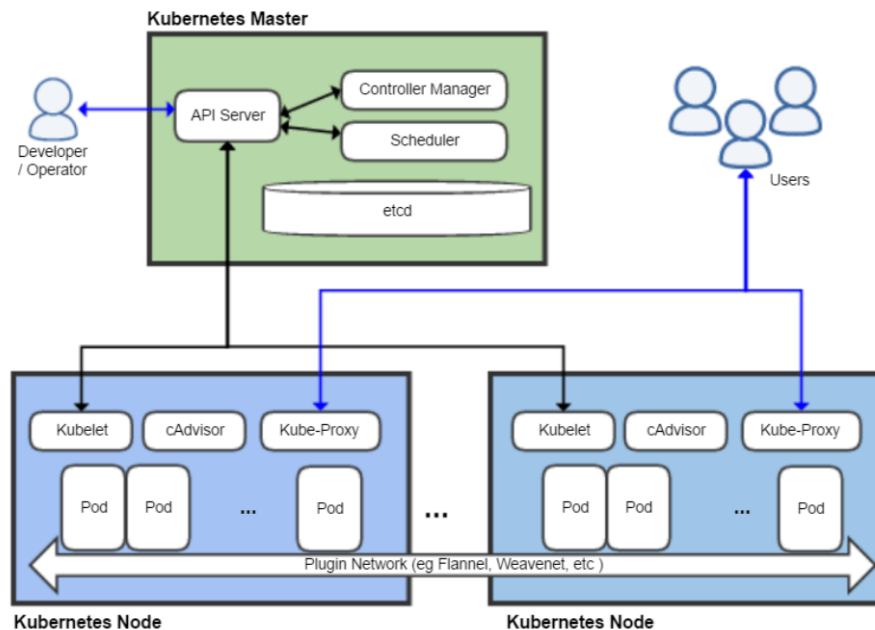 Kubernetes Master
API Server
Controller Manager
Scheduler
etcd
Developer
/ Operator
Users
Kubelet
cAdvisor
Kube-Proxy
Pod
Pod
...
Pod
...
Kubelet
cAdvisor
Kube-Proxy
Pod
Pod
...
Pod
Plugin Network (eg Flannel, Weavenet, etc )
Kubernetes Node
Kubernetes Node